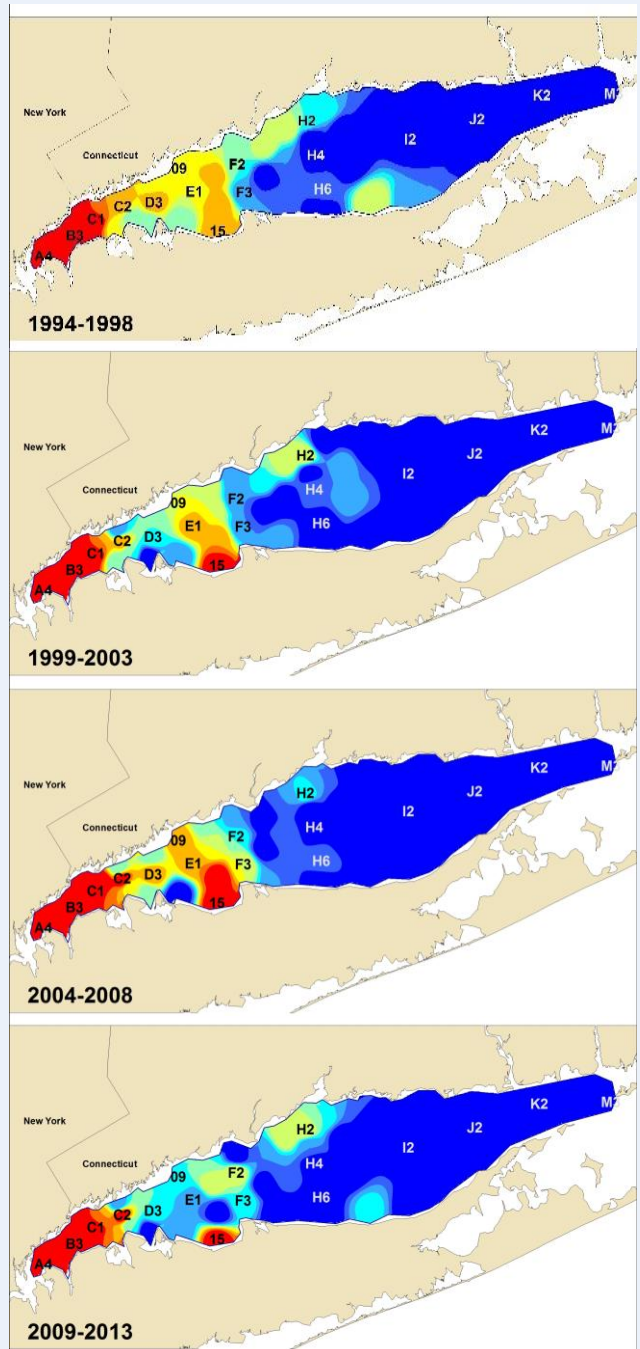 New York
Connecticut
09
H2
F2
K2
M
J2
I2
H4
D3
E1
F3
H6
C2
C1
B3
A4
15
1994-1998
New York
Connecticut
09
H2
F2
K2
M
J2
I2
H4
D3
E1
F3
H6
C2
C1
B3
A4
15
1999-2003
New York
Connecticut
09
H2
F2
K2
M
J2
I2
H4
D3
E1
F3
H6
C2
C1
B3
A4
15
2004-2008
New York
Connecticut
09
H2
F2
K2
M
J2
I2
H4
D3
E1
F3
H6
C2
C1
B3
A4
15
2009-2013